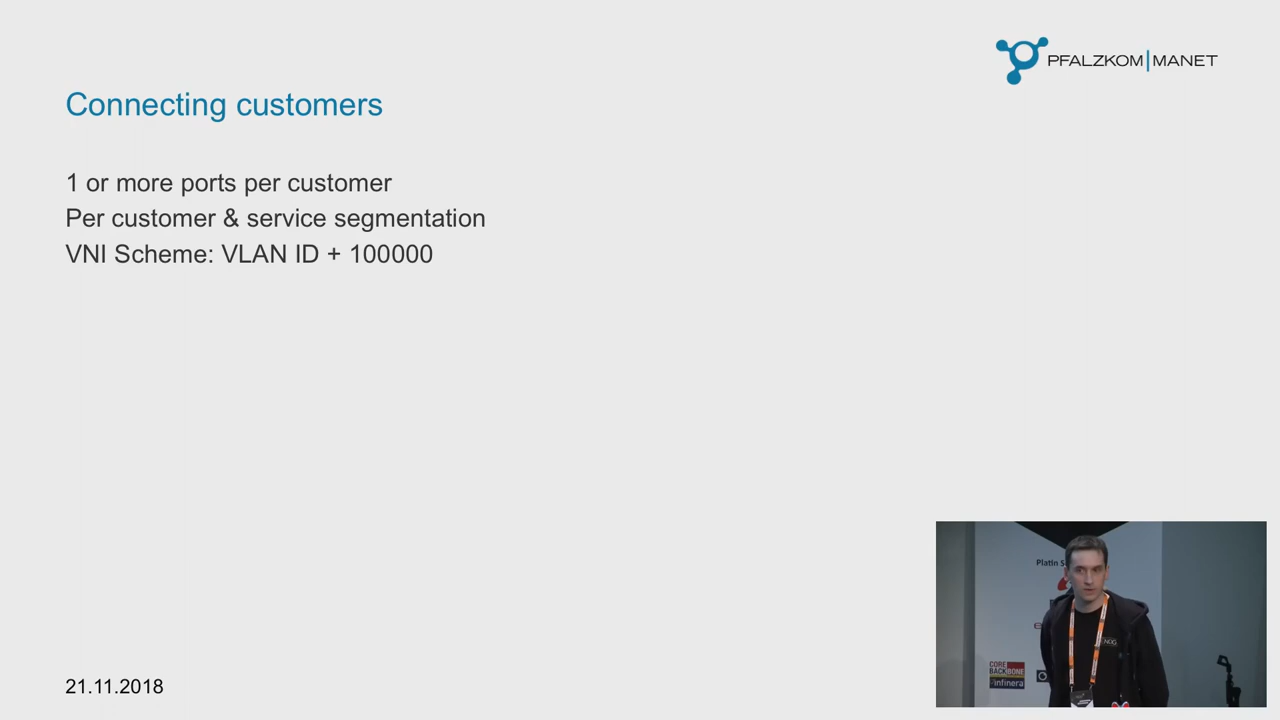 PFALZKOM|MANET
Connecting customers
1 or more ports per customer
Per customer & service segmentation
VNI Scheme: VLAN ID + 100000
Platin
CORE
BACKBONE
infinera
21.11.2018